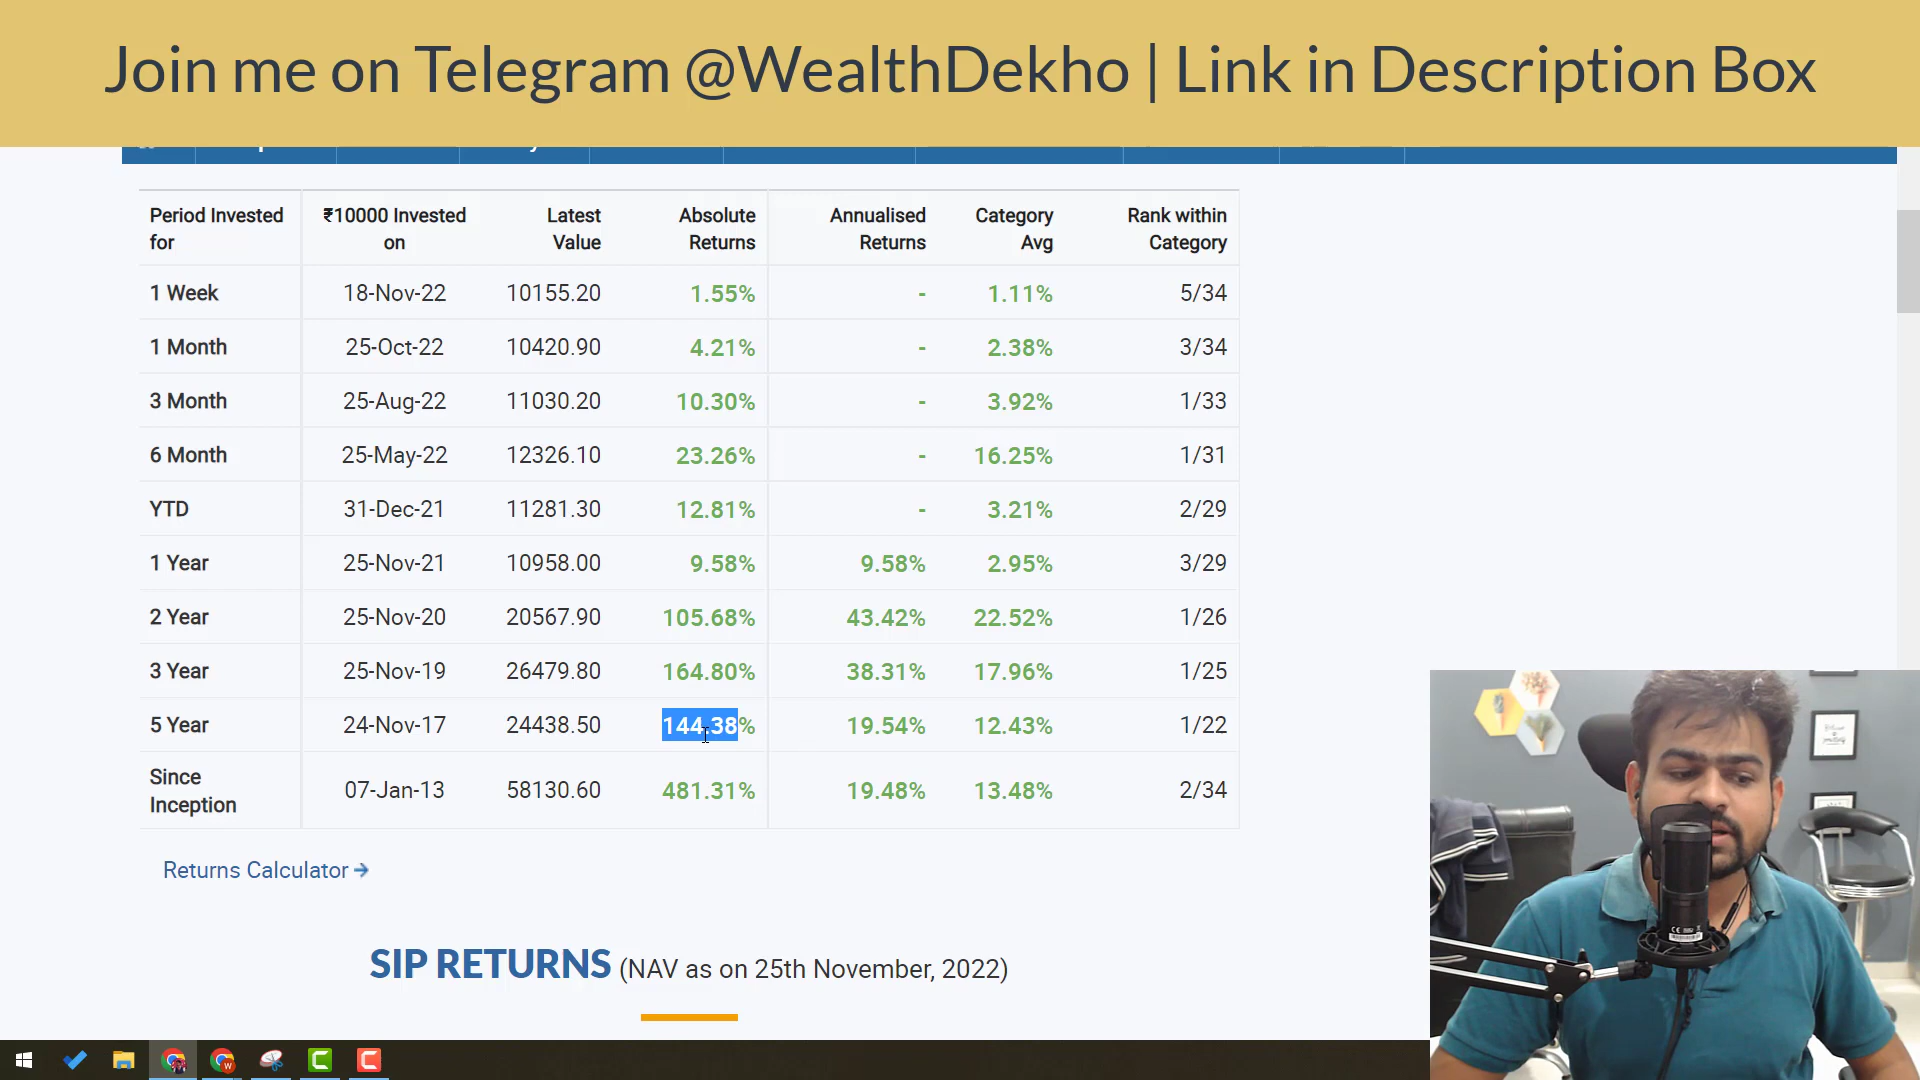 Join me on Telegram @WealthDekho | Link in Description Box
Period Invested for ₹10000 Invested on Latest Value Absolute Returns Annualised Returns Category Avg Rank within Category
1 Week 18-Nov-22 10155.20 1.55% - 1.11% 5/34
1 Month 25-Oct-22 10420.90 4.21% - 2.38% 3/34
3 Month 25-Aug-22 11030.20 10.30% - 3.92% 1/33
6 Month 25-May-22 12326.10 23.26% - 16.25% 1/31
YTD 31-Dec-21 11281.30 12.81% - 3.21% 2/29
1 Year 25-Nov-21 10958.00 9.58% 9.58% 2.95% 3/29
2 Year 25-Nov-20 20567.90 105.68% 43.42% 22.52% 1/26
3 Year 25-Nov-19 26479.80 164.80% 38.31% 17.96% 1/25
5 Year 24-Nov-17 24438.50 144.38% 19.54% 12.43% 1/22
Since Inception 07-Jan-13 58130.60 481.31% 19.48% 13.48% 2/34
Returns Calculator →
SIP RETURNS (NAV as on 25th November, 2022)